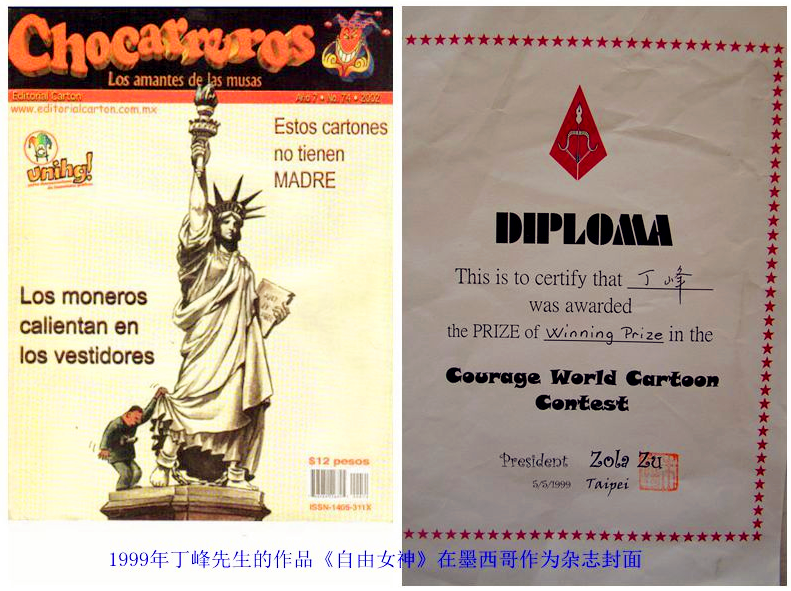 Chocarreros
Los amantes de las musas
Editorial Cartón
Año 7 • No. 74 • 2002
www.editorialcarton.com.mx
Estos cartones
no tienen
MADRE
unihg!
Los moneros
calientan en
los vestidores
$12 pesos
ISSN-1405-311X
DIPLOMA
This is to certify that 丁峰
was awarded
the PRIZE of Winning Prize in the
Courage World Cartoon
Contest
President Zola Zu
5/5/1999 Taipei
1999年丁峰先生的作品《自由女神》在墨西哥作为杂志封面